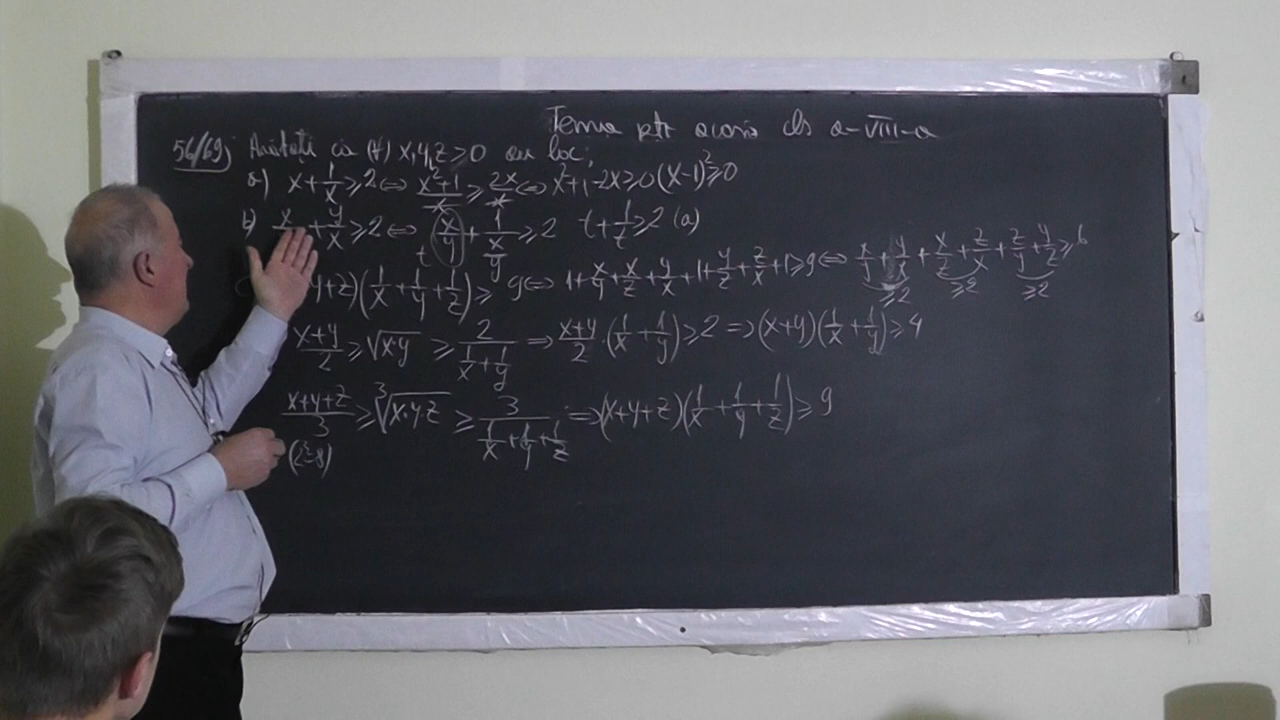 Tema ptr acasă cls a-VIII-a
56/69) Arătați că (∀) x,y,z>0 au loc:
a) x+1/x≥2⇔ (x²+1)/x ≥ 2x/x ⇔ x²+1-2x≥0 (x-1)²≥0
b) x/ +y/x≥2⇔ x/y + 1/(x/y) ≥2 t t+1/t≥2 (a)
y+z)(1/x+1/y+1/z)≥ 9⇔ 1+x/y+x/z+y/x+1+y/z+z/x+1≥9⇔ x/y+y/x+x/z+z/x+z/y+y/z≥6
≥2 ≥2 ≥2
(x+y)/2 ≥ √(x·y) ≥ 2/(1/x+1/y) ⇒ (x+y)/2·(1/x+1/y)≥2 ⇒ (x+y)(1/x+1/y)≥4
(x+y+z)/3 ≥ ∛(x·y·z) ≥ 3/(1/x+1/y+1/z) ⇒ (x+y+z)(1/x+1/y+1/z)≥9